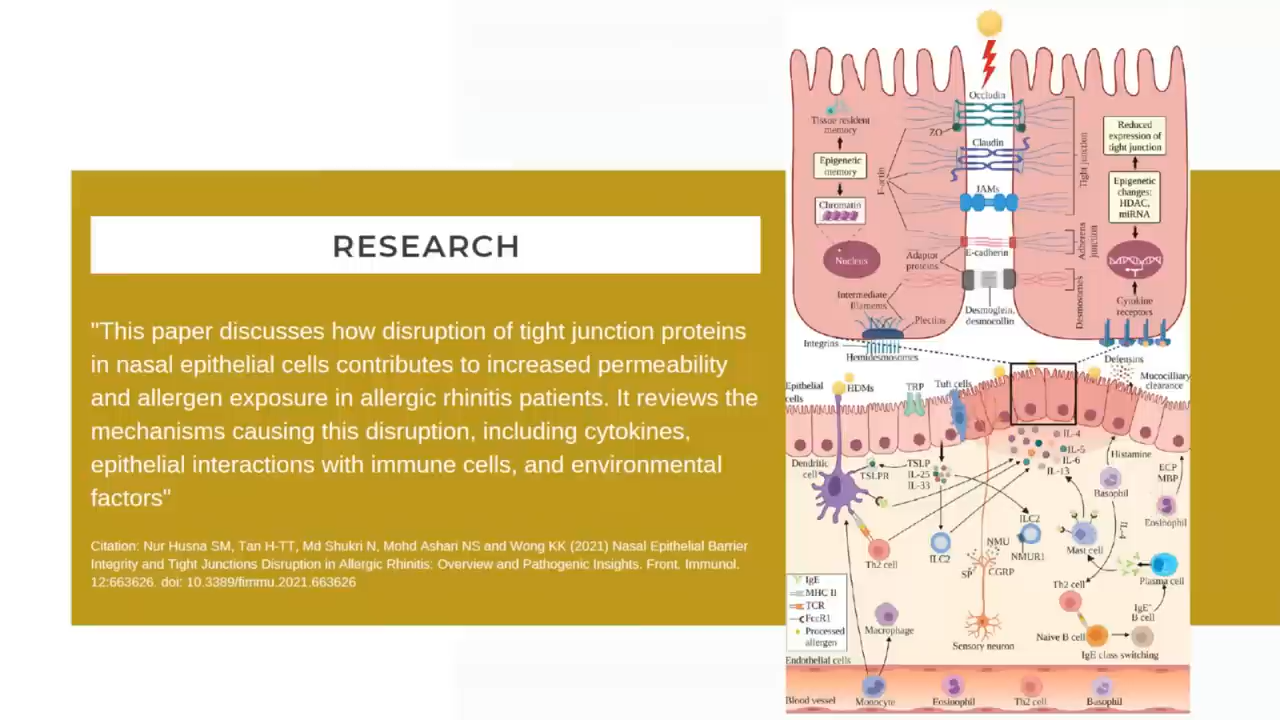 RESEARCH
"This paper discusses how disruption of tight junction proteins
in nasal epithelial cells contributes to increased permeability
and allergen exposure in allergic rhinitis patients. It reviews the
mechanisms causing this disruption, including cytokines,
epithelial interactions with immune cells, and environmental
factors"
Citation: Nur Husna SM, Tan H-TT, Md Shukri N, Mohd Ashari NS and Wong KK (2021) Nasal Epithelial Barrier
Integrity and Tight Junctions Disruption in Allergic Rhinitis: Overview and Pathogenic Insights. Front. Immunol.
12:663626. doi: 10.3389/fimmu.2021.663626
Occludin
Tissue resident
memory
ZO
Reduced
expression of
tight junction
Claudin
Epigenetic
memory
F-actin
Tight junction
JAMs
Epigenetic
changes:
HDAC,
miRNA
Chromatin
Nucleus
Adaptor
proteins
E-cadherin
Adherens
junction
Intermediate
filaments
Desmoglein,
desmocollin
Desmosomes
Cytokine
receptors
Plectins
Integrins
Hemidesmosomes
Defensins
Mucociliary
clearance
Epithelial
cells
HDMs
TRP
Tuft cells
IL-4
IL-5
IL-6
IL-13
Histamine
Dendritic
cell
TSLPR
TSLP
IL-25
IL-33
ECP
MBP
Basophil
Eosinophil
ILC2
NMU
NMUR1
IL-4
Mast cell
Th2 cell
ILC2
SP
CGRP
Th2 cell
Plasma cell
IgE
MHC II
TCR
FcεR1
Processed
allergen
Macrophage
Sensory neuron
IgE+
B cell
Naive B cell
IgE class switching
Endothelial cells
Blood vessel
Monocyte
Eosinophil
Th2 cell
Basophil